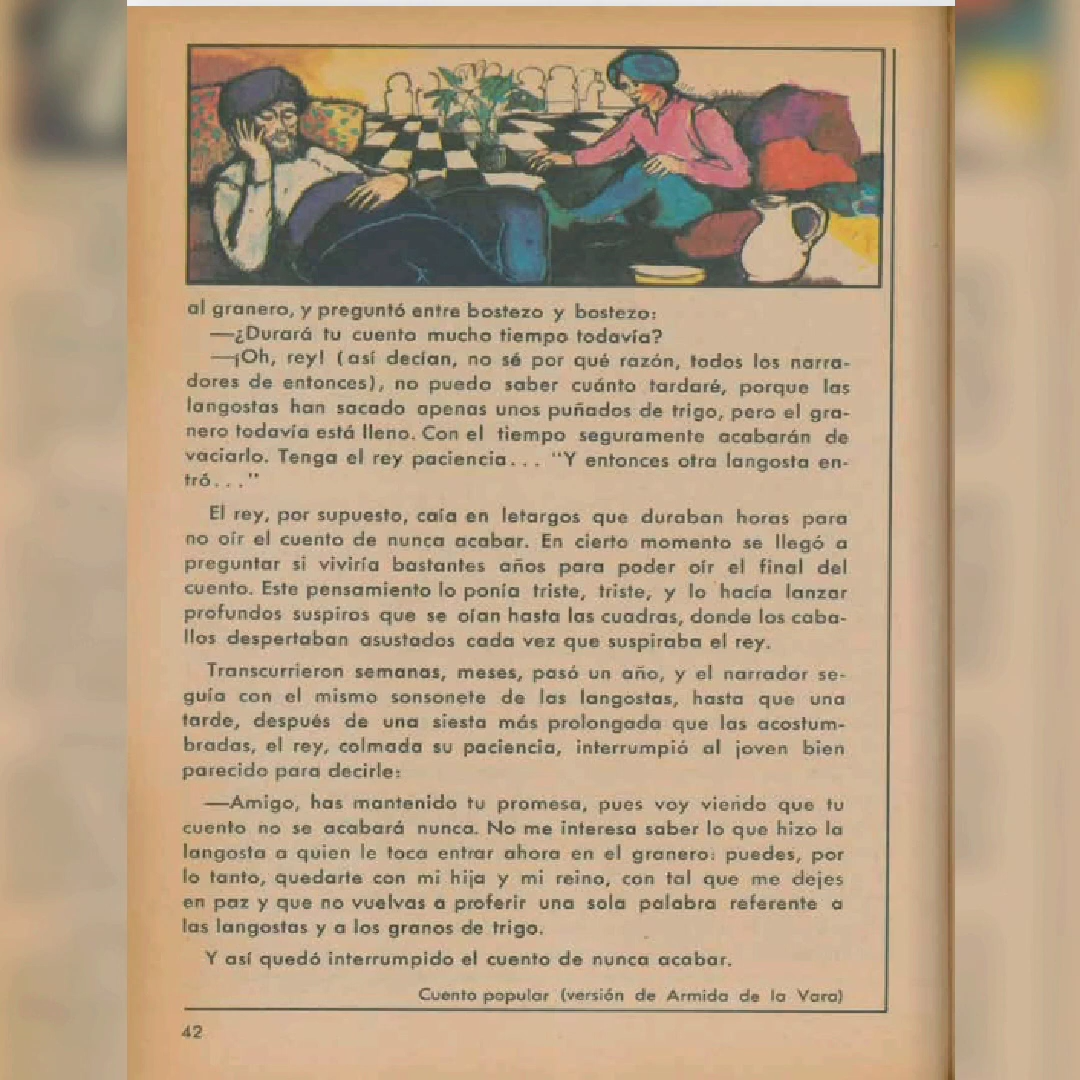 al granero, y preguntó entre bostezo y bostezo:
—¿Durará tu cuento mucho tiempo todavía?
—¡Oh, rey! (así decían, no sé por qué razón, todos los narra-
dores de entonces), no puedo saber cuánto tardaré, porque las
langostas han sacado apenas unos puñados de trigo, pero el gra-
nero todavía está lleno. Con el tiempo seguramente acabarán de
vaciarlo. Tenga el rey paciencia... "Y entonces otra langosta en-
tró..."
El rey, por supuesto, caía en letargos que duraban horas para
no oír el cuento de nunca acabar. En cierto momento se llegó a
preguntar si viviría bastantes años para poder oír el final del
cuento. Este pensamiento lo ponía triste, triste, y lo hacía lanzar
profundos suspiros que se oían hasta las cuadras, donde los caba-
llos despertaban asustados cada vez que suspiraba el rey.
Transcurrieron semanas, meses, pasó un año, y el narrador se-
guía con el mismo sonsonete de las langostas, hasta que una
tarde, después de una siesta más prolongada que las acostum-
bradas, el rey, colmada su paciencia, interrumpió al joven bien
parecido para decirle:
—Amigo, has mantenido tu promesa, pues voy viendo que tu
cuento no se acabará nunca. No me interesa saber lo que hizo la
langosta a quien le toca entrar ahora en el granero: puedes, por
lo tanto, quedarte con mi hija y mi reino, con tal que me dejes
en paz y que no vuelvas a proferir una sola palabra referente a
las langostas y a los granos de trigo.
Y así quedó interrumpido el cuento de nunca acabar.
Cuento popular (versión de Armida de la Vara)
42